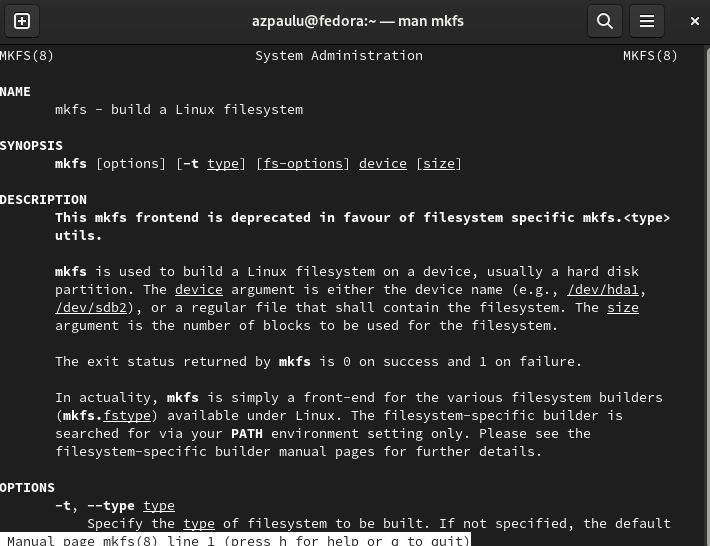 azpaulu@fedora:~ — man mkfs
MKFS(8) System Administration MKFS(8)
NAME
mkfs - build a Linux filesystem
SYNOPSIS
mkfs [options] [-t type] [fs-options] device [size]
DESCRIPTION
This mkfs frontend is deprecated in favour of filesystem specific mkfs.<type>
utils.
mkfs is used to build a Linux filesystem on a device, usually a hard disk
partition. The device argument is either the device name (e.g., /dev/hda1,
/dev/sdb2), or a regular file that shall contain the filesystem. The size
argument is the number of blocks to be used for the filesystem.
The exit status returned by mkfs is 0 on success and 1 on failure.
In actuality, mkfs is simply a front-end for the various filesystem builders
(mkfs.fstype) available under Linux. The filesystem-specific builder is
searched for via your PATH environment setting only. Please see the
filesystem-specific builder manual pages for further details.
OPTIONS
-t, --type type
Specify the type of filesystem to be built. If not specified, the default
Manual page mkfs(8) line 1 (press h for help or q to quit)